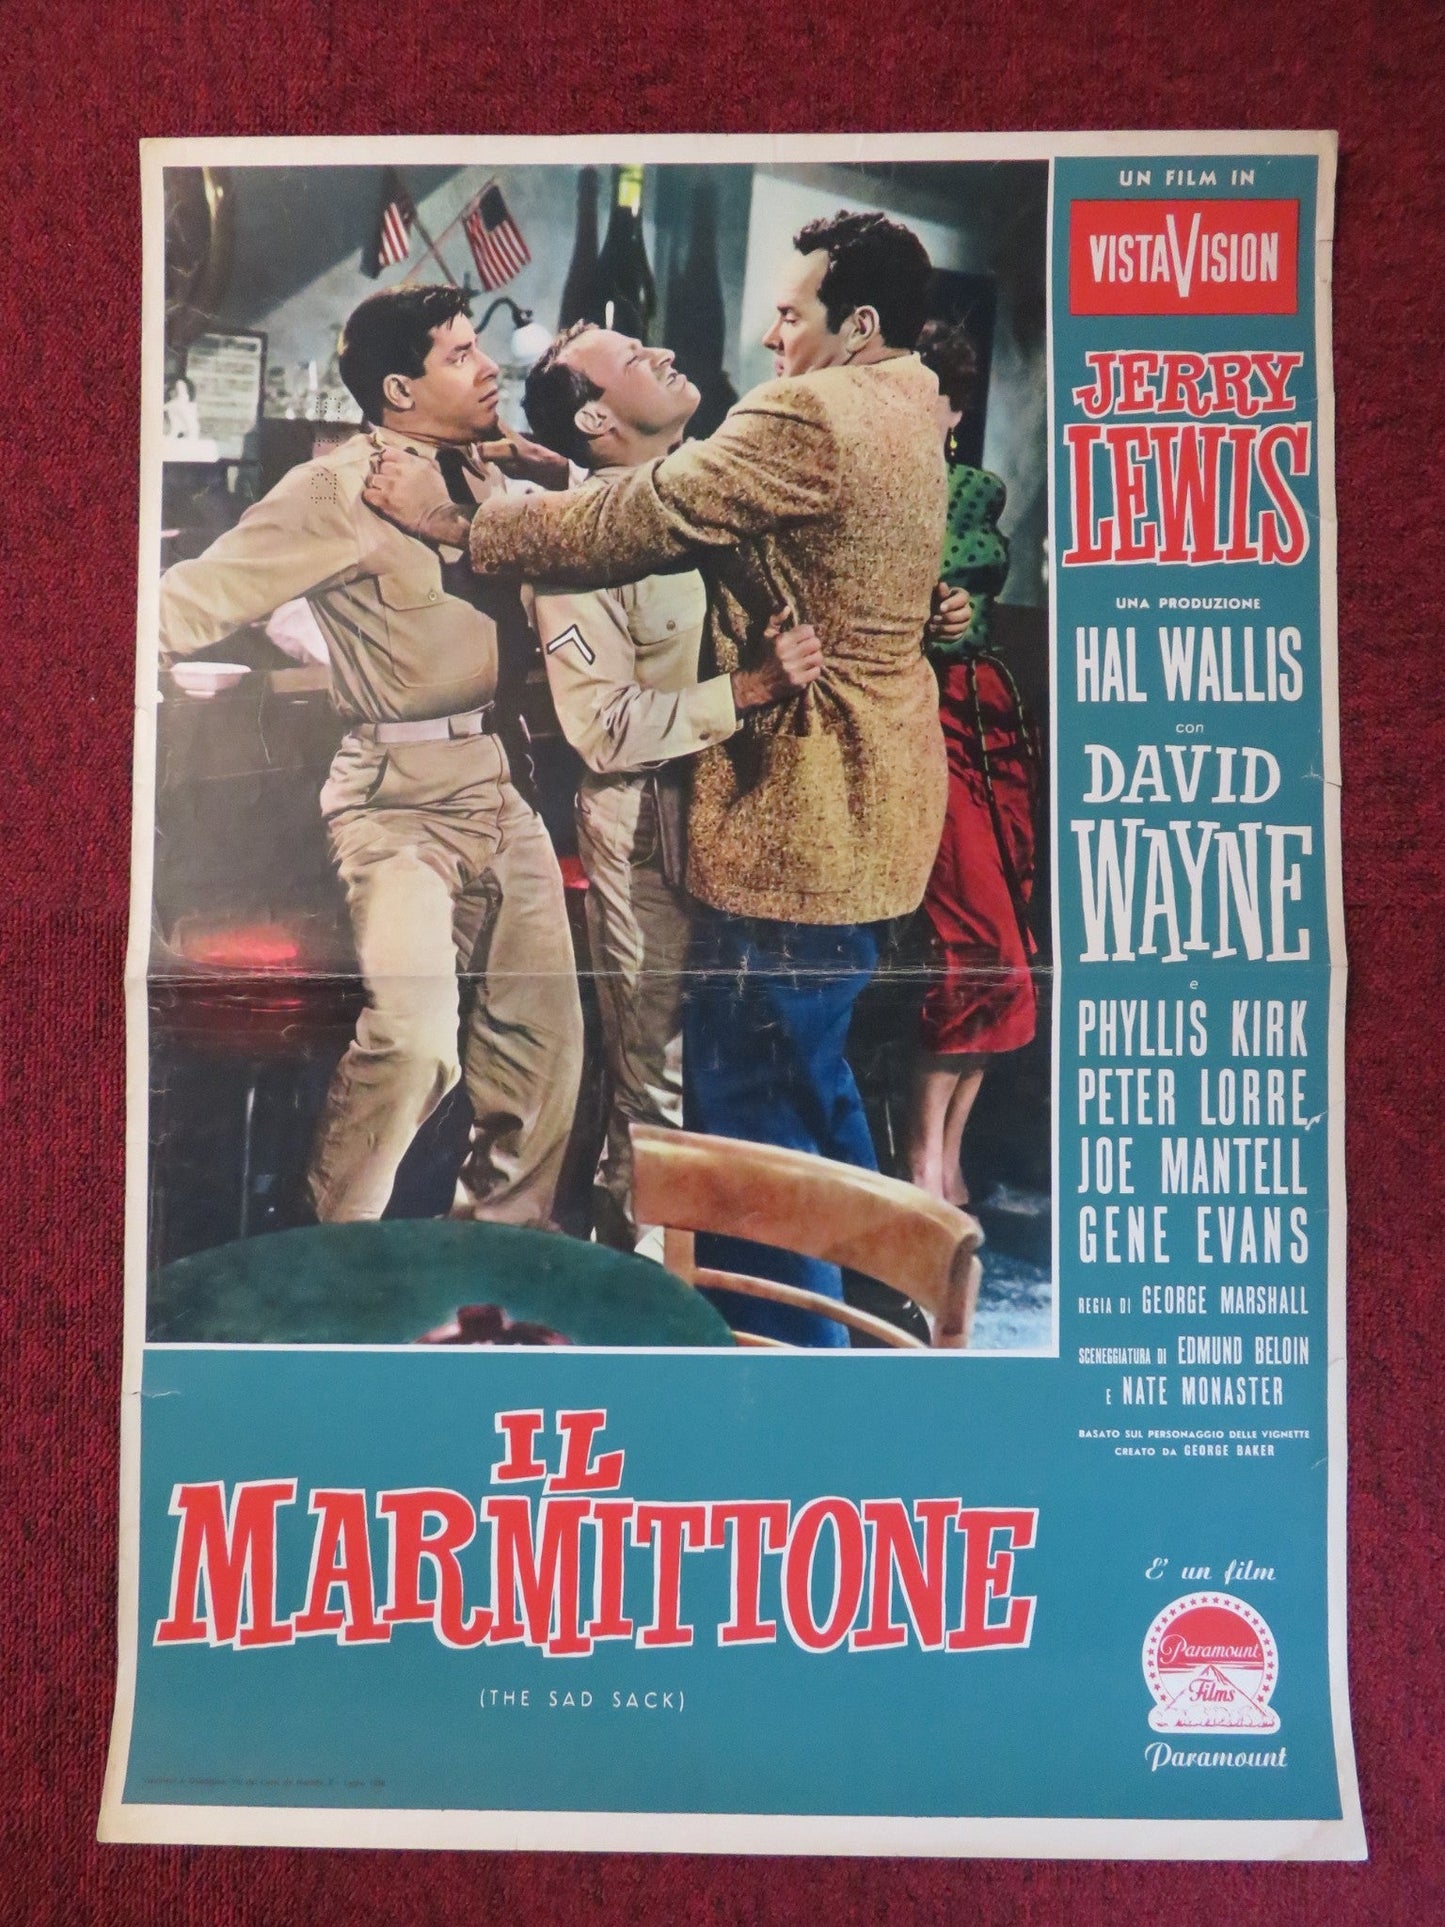 UN FILM IN
VISTAVISION
JERRY
LEWIS
UNA PRODUZIONE
HAL WALLIS
con
DAVID
WAYNE
e
PHYLLIS KIRK
PETER LORRE
JOE MANTELL
GENE EVANS
REGIA DI GEORGE MARSHALL
SCENEGGIATURA DI EDMUND BELOIN
E NATE MONASTER
BASATO SUL PERSONAGGIO DELLE VIGNETTE
CREATO DA GEORGE BAKER
IL
MARMITTONE
(THE SAD SACK)
E' un film
Paramount
Films
Paramount